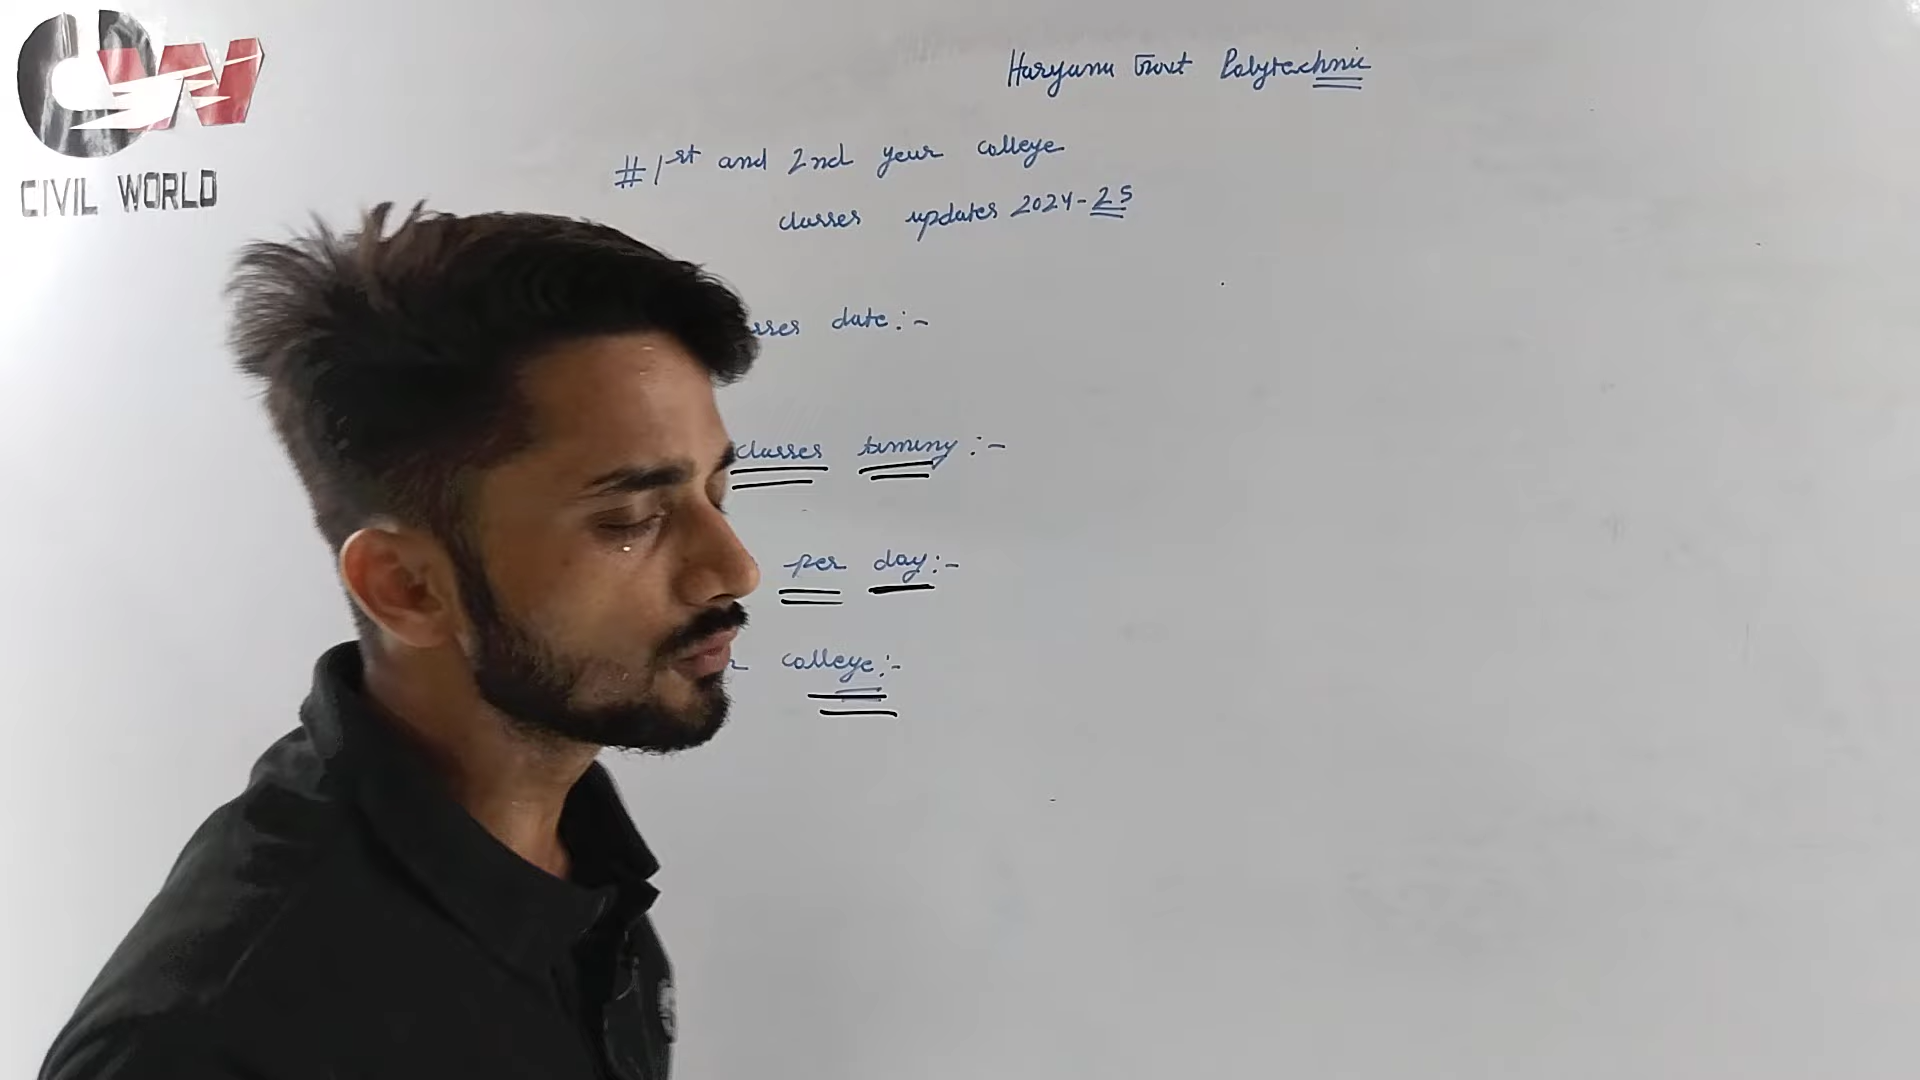 CIVIL WORLD
Haryana Govt Polytechnic
# 1st and 2nd year college
classes updates 2024-25
sses date:-
classes timing:-
per day:-
college:-